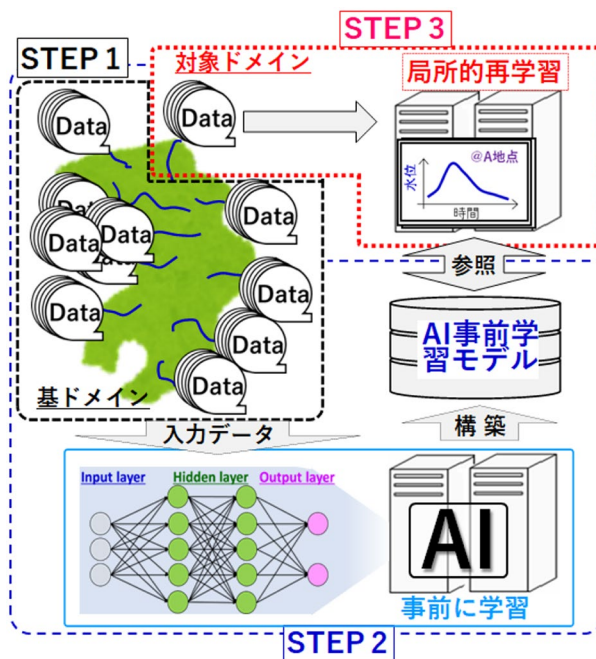 STEP 3
STEP 1
対象ドメイン
局所的再学習
Data
Data
@A地点
水位
時間
Data
Data
Data
Data
Data
Data
Data
Data
Data
参照
AI事前学
習モデル
基ドメイン
入力データ
構築
Input layer
Hidden layer
Output layer
AI
事前に学習
STEP 2